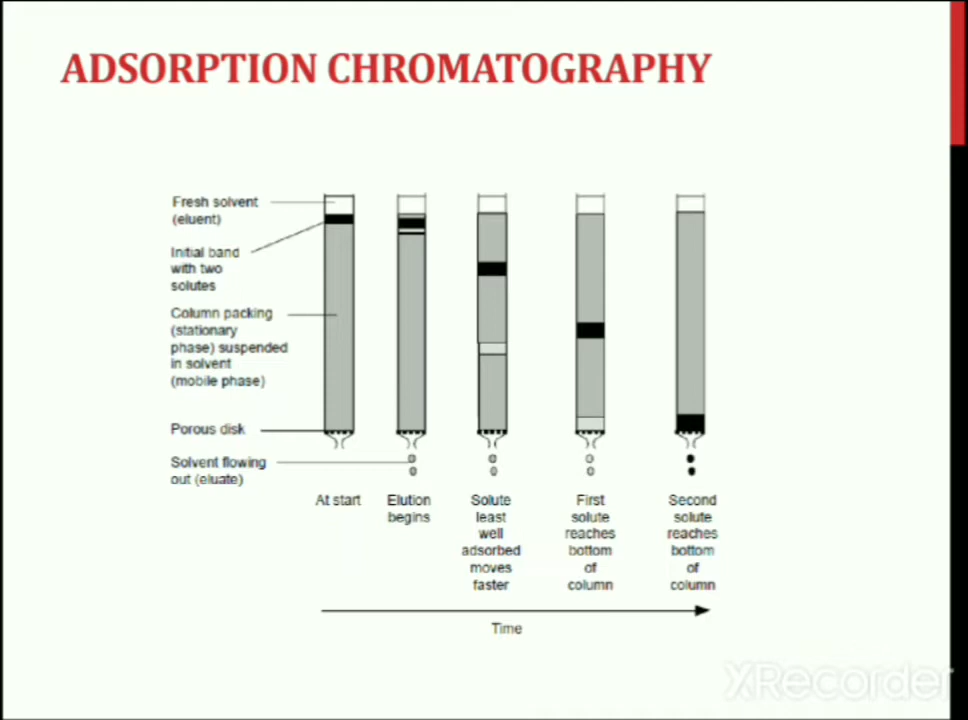 ADSORPTION CHROMATOGRAPHY
Fresh solvent
(eluent)
Initial band
with two
solutes
Column packing
(stationary
phase) suspended
in solvent
(mobile phase)
Porous disk
Solvent flowing
out (eluate)
At start
Elution
begins
Solute
least
well
adsorbed
moves
faster
First
solute
reaches
bottom
of
column
Second
solute
reaches
bottom
of
column
Time
XRecorder